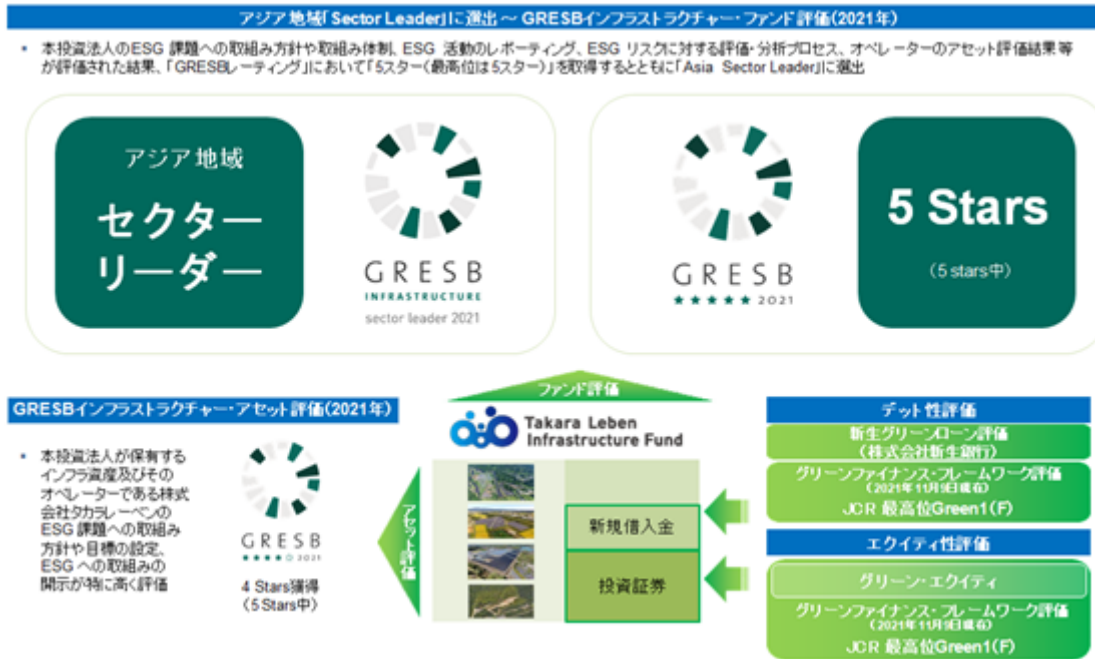 アジア地域「Sector Leader」に選出～GRESBインフラストラクチャー・ファンド評価(2021年)
• 本投資法人のESG 課題への取組み方針や取組み体制、ESG 活動のレポーティング、ESG リスクに対する評価・分析プロセス、オペレーターのアセット評価結果等
が評価された結果、「GRESBレーティング」において「5スター（最高位は5スター）」を取得するとともに「Asia Sector Leader」に選出
アジア地域
セクター
リーダー
GRESB
INFRASTRUCTURE
sector leader 2021
GRESB
★★★★★ 2021
5 Stars
（5 stars中）
GRESBインフラストラクチャー・アセット評価(2021年)
• 本投資法人が保有する
インフラ資産及びその
オペレーターである株式
会社タカラレーベンの
ESG 課題への取組み
方針や目標の設定、
ESG への取組みの
開示が特に高く評価
GRESB
★★★★☆ 2021
4 Stars獲得
（5 Stars中）
ファンド評価
Takara Leben
Infrastructure Fund
アセット評価
新規借入金
投資証券
デット性評価
新生グリーンローン評価
（株式会社新生銀行）
グリーンファイナンス・フレームワーク評価
（2021年11月9日現在）
JCR 最高位Green1(F)
エクイティ性評価
グリーン・エクイティ
グリーンファイナンス・フレームワーク評価
（2021年11月9日現在）
JCR 最高位Green1(F)